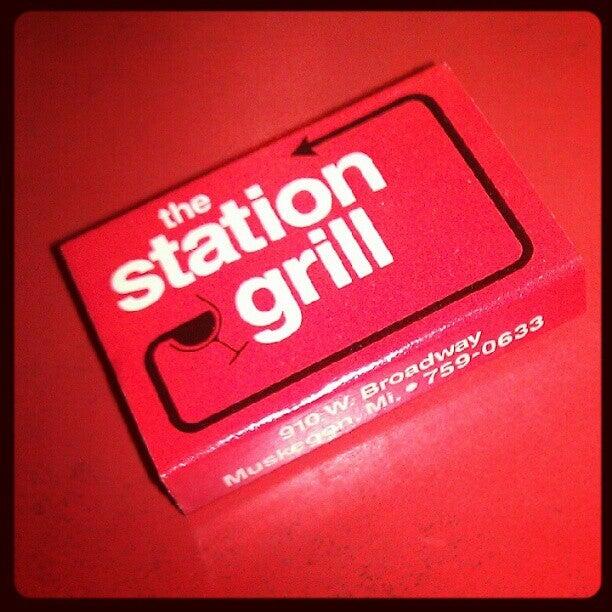 the
station
grill
910 W. Broadway
Muskegon, Mi. • 759-0633